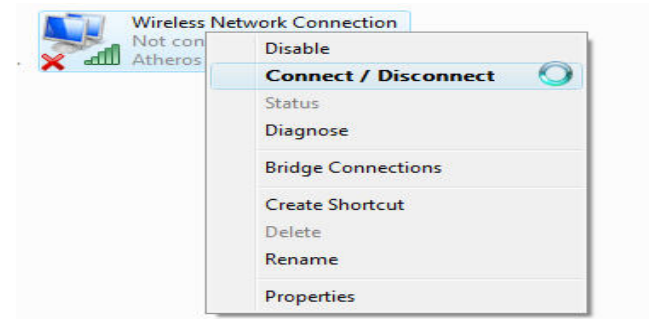 Wireless Network Connection
Not con
Atheros
Disable
Connect / Disconnect
Status
Diagnose
Bridge Connections
Create Shortcut
Delete
Rename
Properties